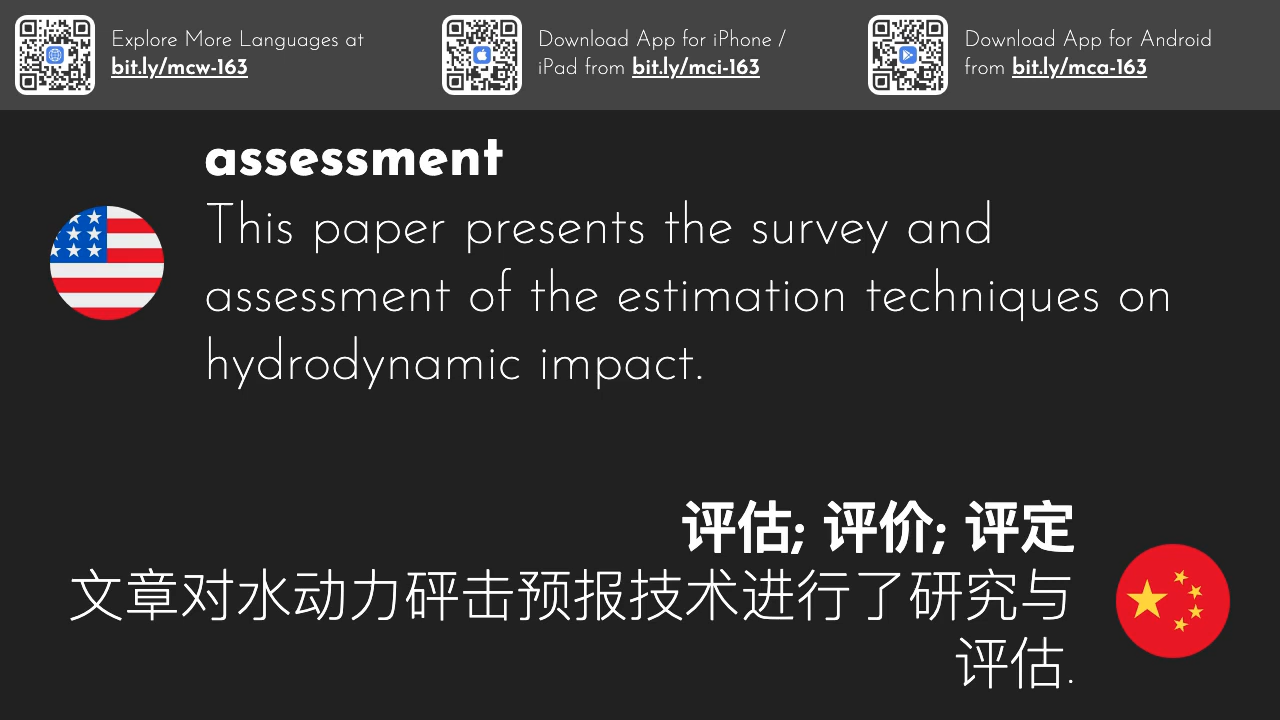 Explore More Languages at
bit.ly/mcw-163
Download App for iPhone /
iPad from bit.ly/mci-163
Download App for Android
from bit.ly/mca-163
assessment
This paper presents the survey and
assessment of the estimation techniques on
hydrodynamic impact.
评估; 评价; 评定
文章对水动力砰击预报技术进行了研究与
评估.